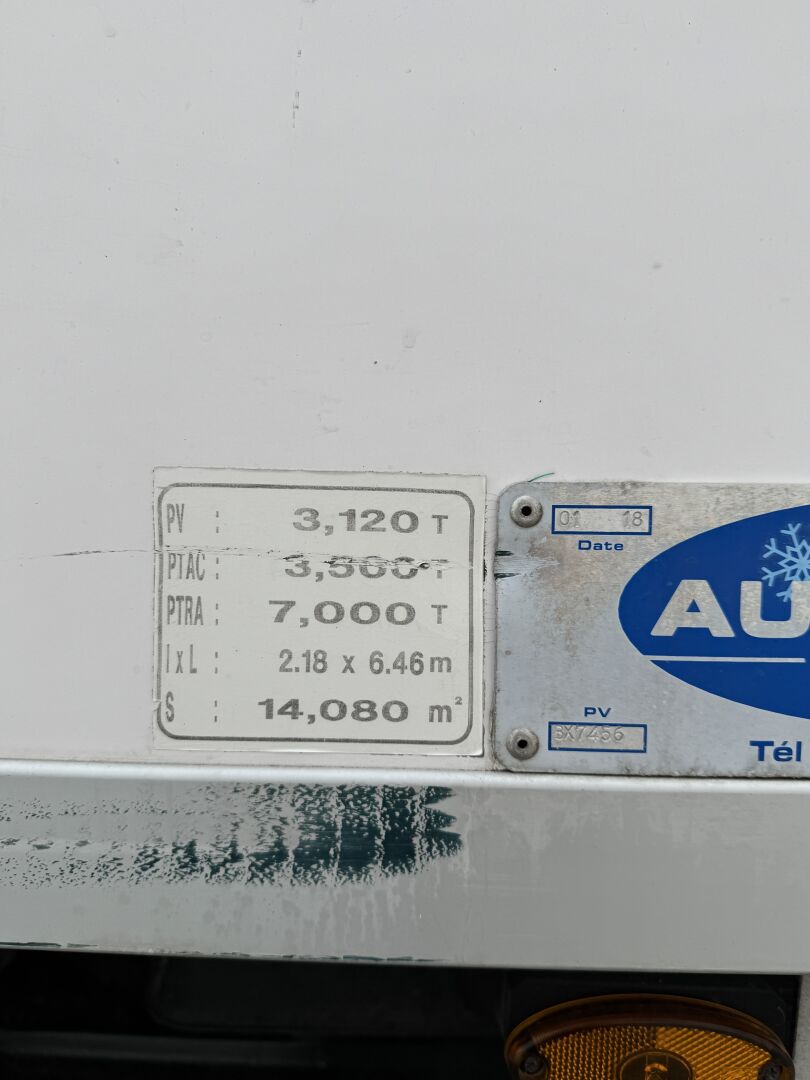 PV : 3,120 T
PTAC : 3,500 T
PTRA : 7,000 T
l x L : 2.18 x 6.46 m
S : 14,080 m²
01 18
Date
AU
PV
BX7456
Tél